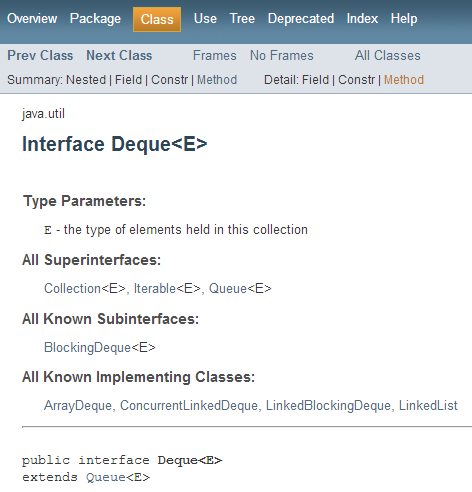 Overview Package Class Use Tree Deprecated Index Help
Prev Class Next Class Frames No Frames All Classes
Summary: Nested | Field | Constr | Method Detail: Field | Constr | Method
java.util
Interface Deque<E>
Type Parameters:
E - the type of elements held in this collection
All Superinterfaces:
Collection<E>, Iterable<E>, Queue<E>
All Known Subinterfaces:
BlockingDeque<E>
All Known Implementing Classes:
ArrayDeque, ConcurrentLinkedDeque, LinkedBlockingDeque, LinkedList
public interface Deque<E>
extends Queue<E>